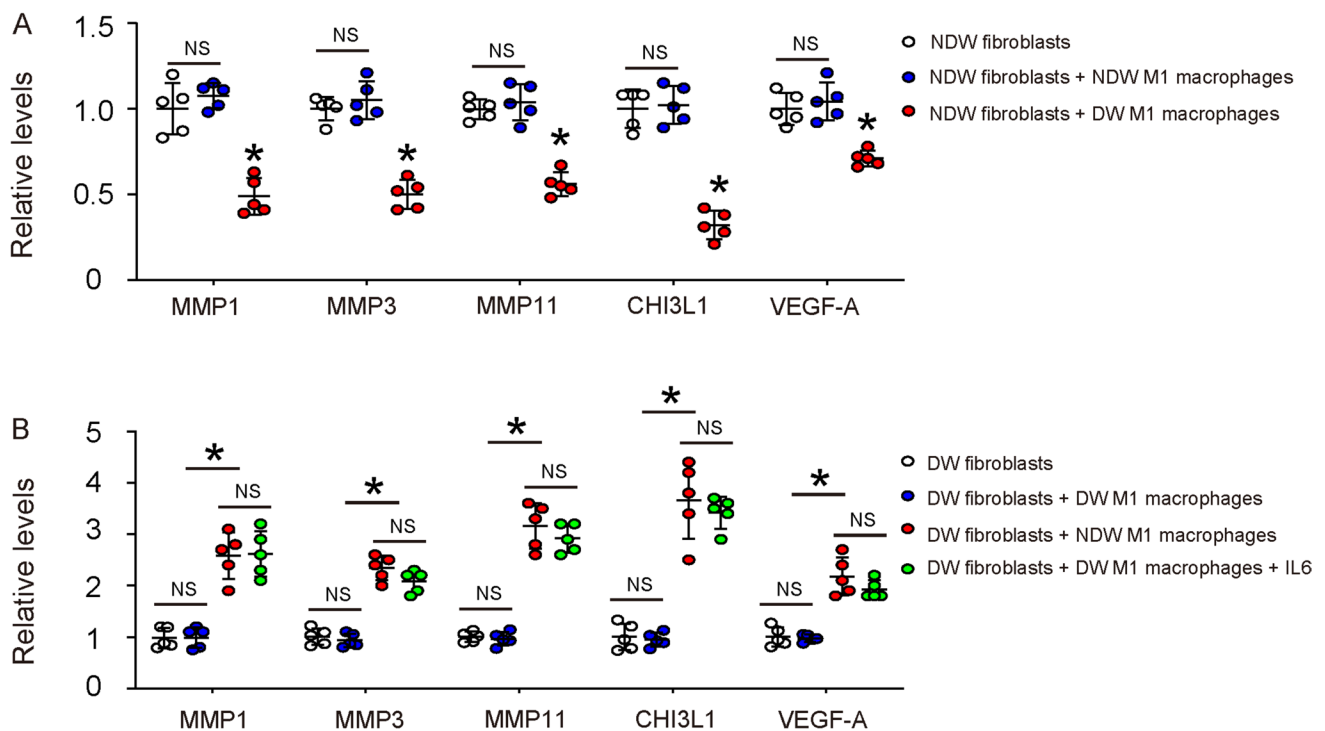 A
Relative levels
1.5
1.0
0.5
0
NS
NS
NS
NS
NS
*
*
*
*
*
MMP1
MMP3
MMP11
CHI3L1
VEGF-A
NDW fibroblasts
NDW fibroblasts + NDW M1 macrophages
NDW fibroblasts + DW M1 macrophages
B
Relative levels
5
4
3
2
1
0
*
*
*
*
*
NS
NS
NS
NS
NS
NS
NS
NS
NS
NS
MMP1
MMP3
MMP11
CHI3L1
VEGF-A
DW fibroblasts
DW fibroblasts + DW M1 macrophages
DW fibroblasts + NDW M1 macrophages
DW fibroblasts + DW M1 macrophages + IL6